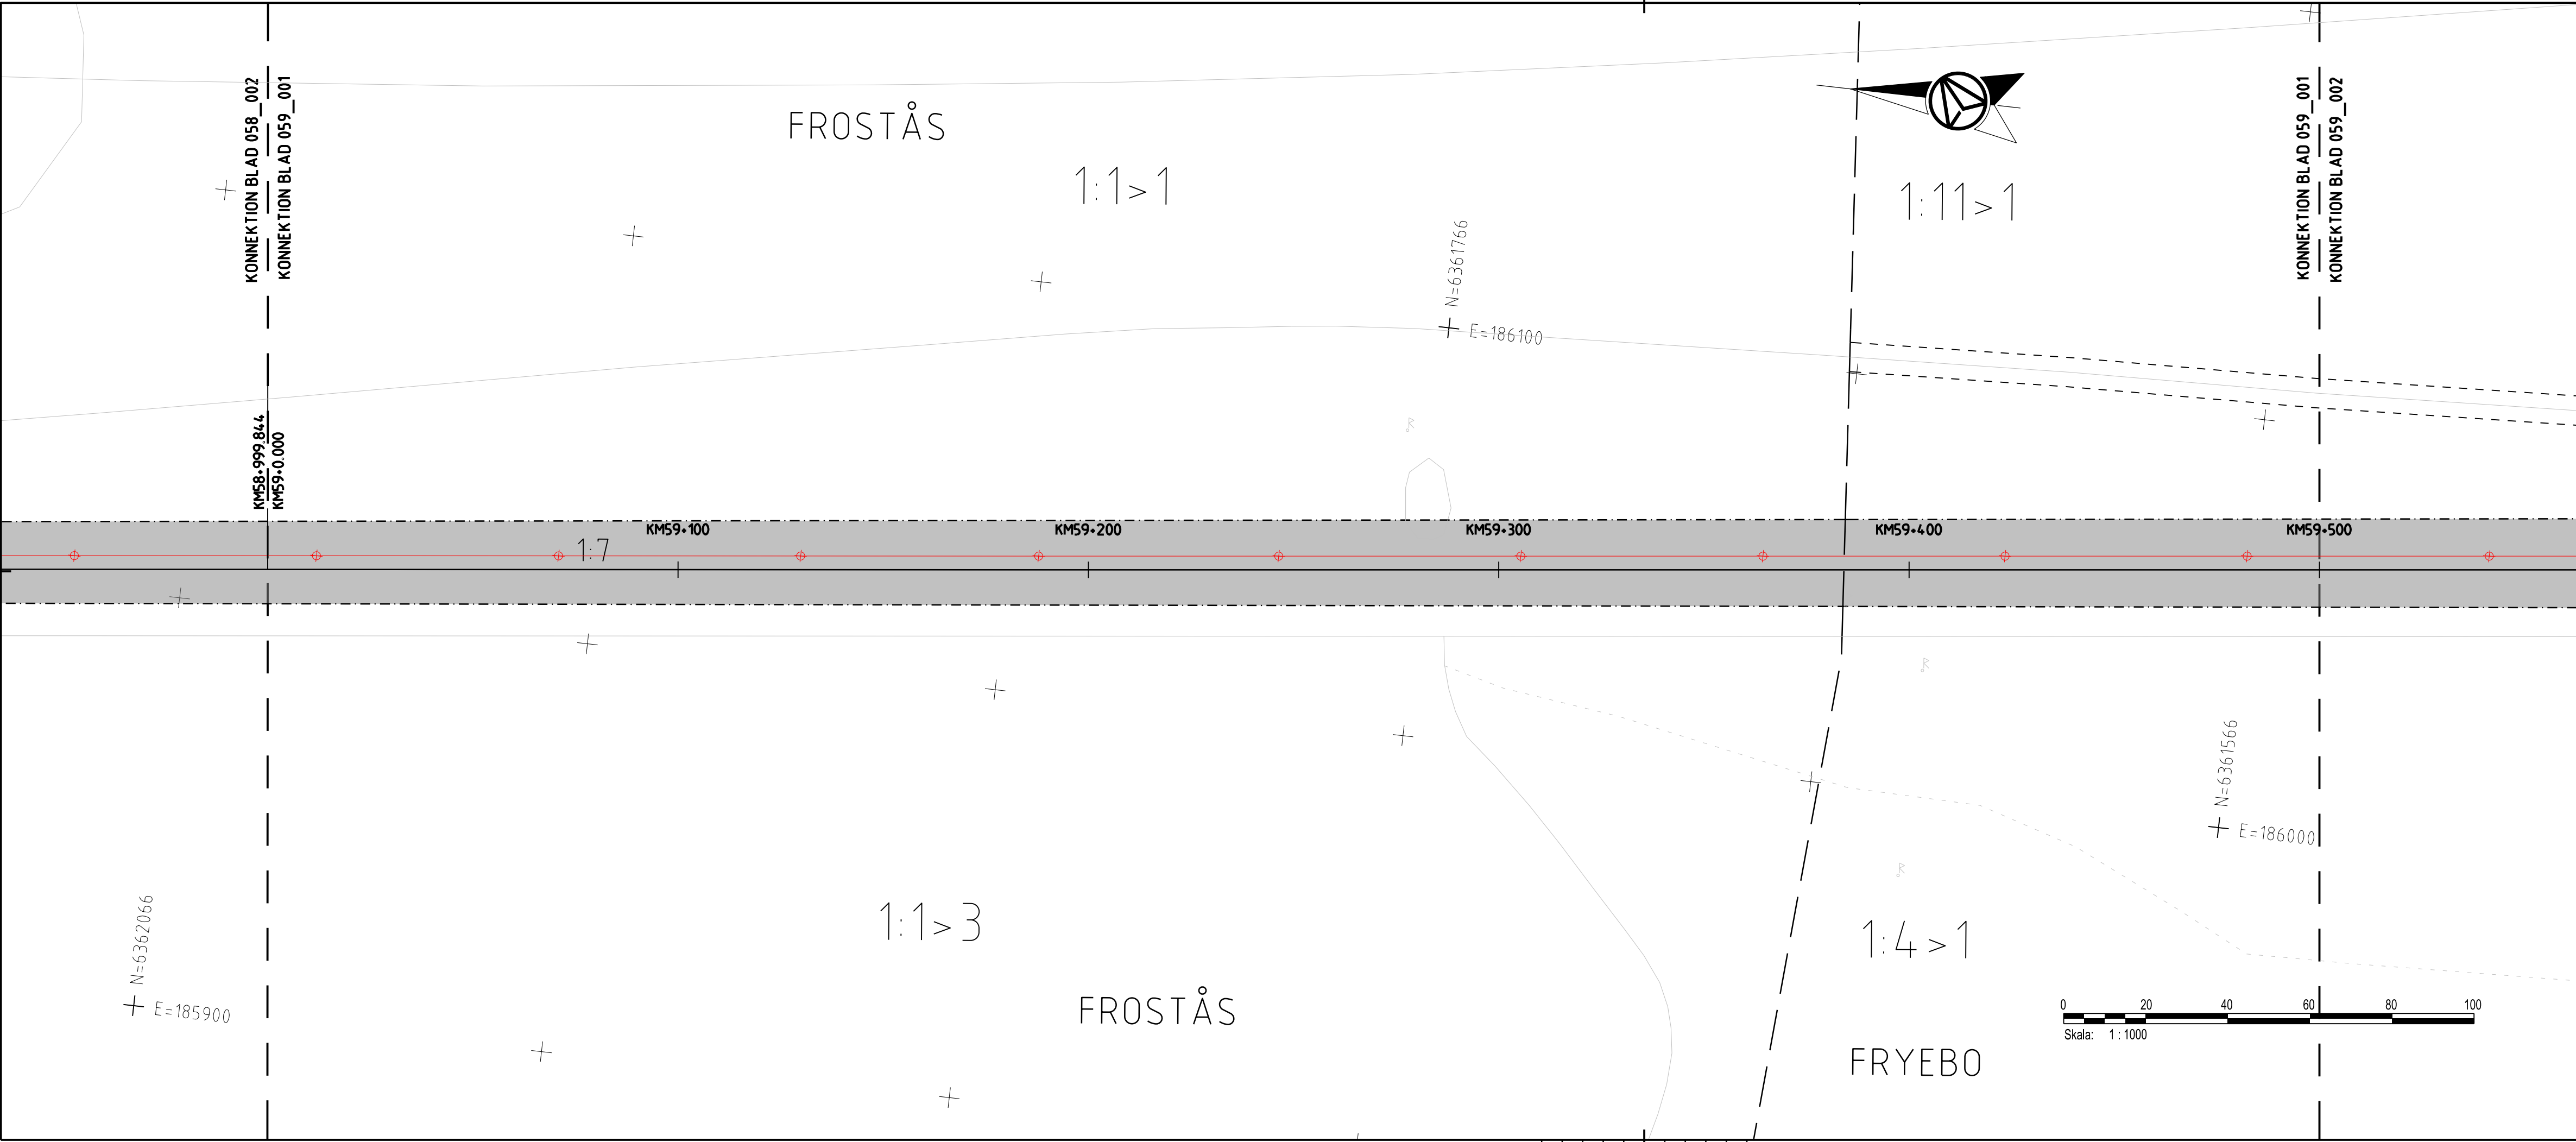 KONNEKTION BLAD 058_002
KONNEKTION BLAD 059_001
FROSTÅS
1:1>1
1:11>1
KONNEKTION BLAD 059_001
KONNEKTION BLAD 059_002
N=6361766
E=186100
KM58+999.844
KM59+0.000
KM59+100
KM59+200
KM59+300
KM59+400
KM59+500
1:7
N=6361566
E=186000
N=6362066
E=185900
1:1>3
1:4>1
FROSTÅS
FRYEBO
0 20 40 60 80 100
Skala: 1 : 1000